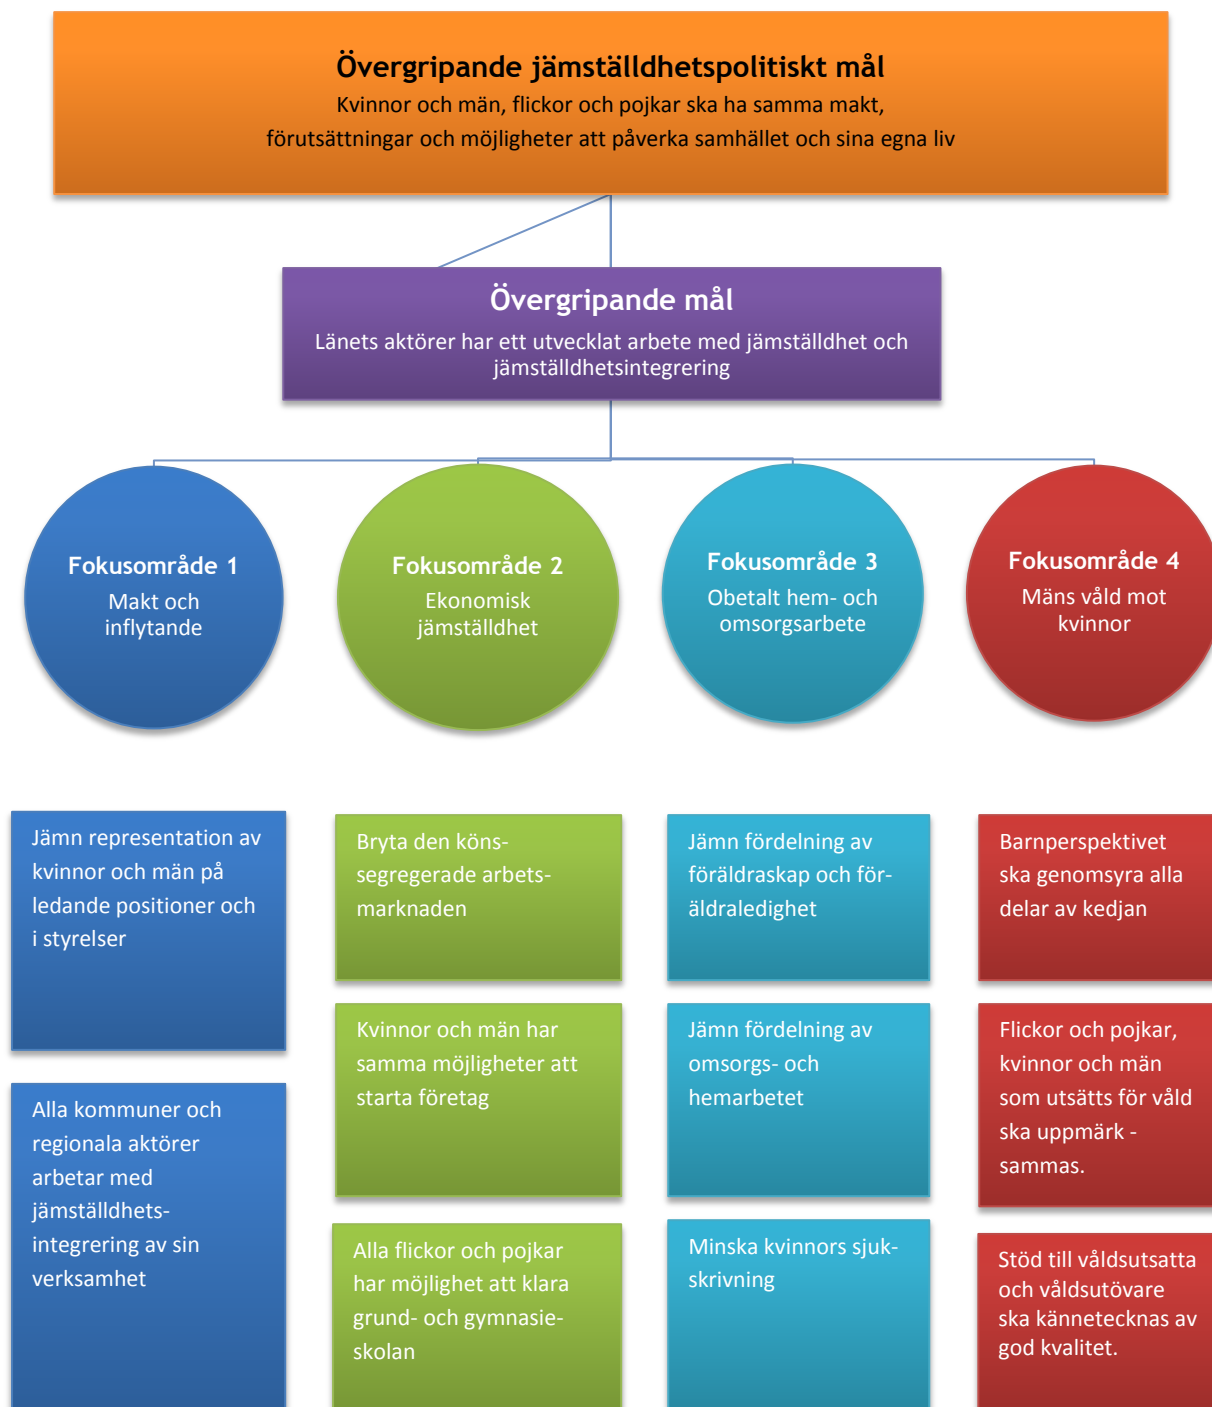 Övergripande jämställdhetspolitiskt mål
Kvinnor och män, flickor och pojkar ska ha samma makt,
förutsättningar och möjligheter att påverka samhället och sina egna liv
Övergripande mål
Länets aktörer har ett utvecklat arbete med jämställdhet och
jämställdhetsintegrering
Fokusområde 1
Makt och
inflytande
Fokusområde 2
Ekonomisk
jämställdhet
Fokusområde 3
Obetalt hem- och
omsorgsarbete
Fokusområde 4
Mäns våld mot
kvinnor
Jämn representation av
kvinnor och män på
ledande positioner och
i styrelser
Alla kommuner och
regionala aktörer
arbetar med
jämställdhets-
integrering av sin
verksamhet
Bryta den köns-
segregerade arbets-
marknaden
Kvinnor och män har
samma möjligheter att
starta företag
Alla flickor och pojkar
har möjlighet att klara
grund- och gymnasie-
skolan
Jämn fördelning av
föräldraskap och för-
äldraledighet
Jämn fördelning av
omsorgs- och
hemarbetet
Minska kvinnors sjuk-
skrivning
Barnperspektivet
ska genomsyra alla
delar av kedjan
Flickor och pojkar,
kvinnor och män
som utsätts för våld
ska uppmärk -
sammas.
Stöd till våldsutsatta
och våldsutövare
ska kännetecknas av
god kvalitet.